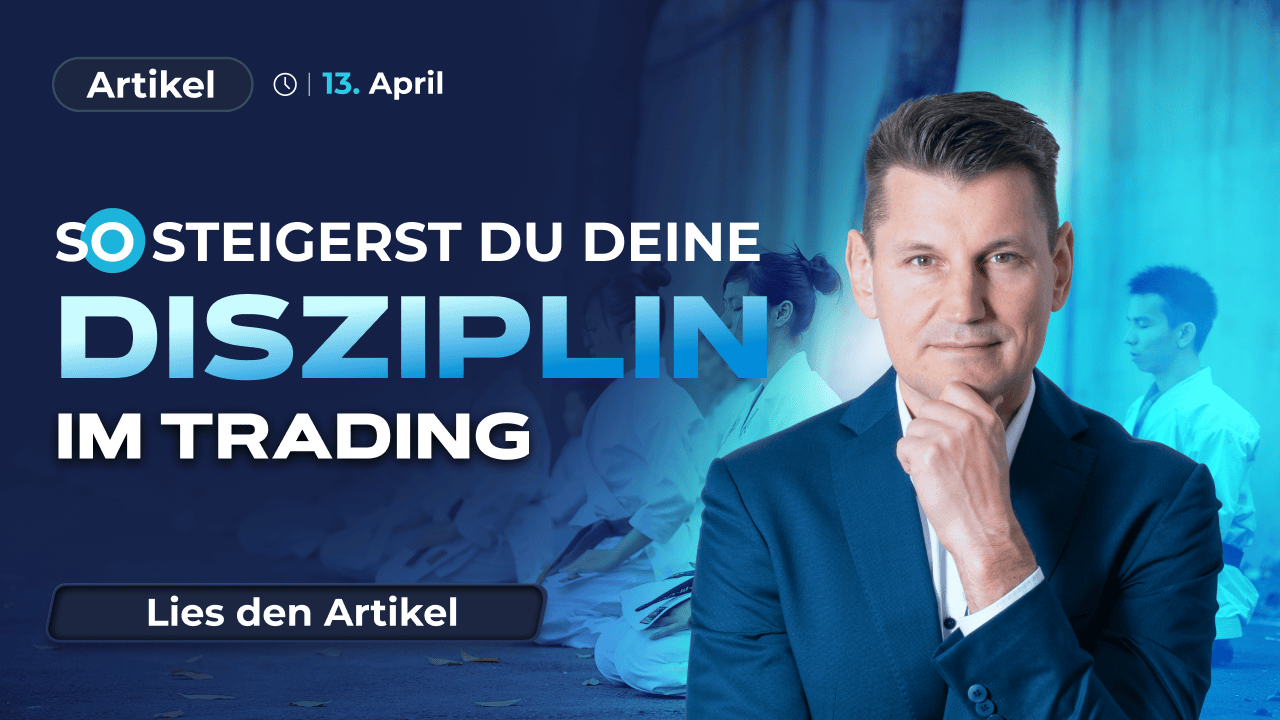 Artikel
| 13. April
SO STEIGERST DU DEINE
DISZIPLIN
IM TRADING
Lies den Artikel